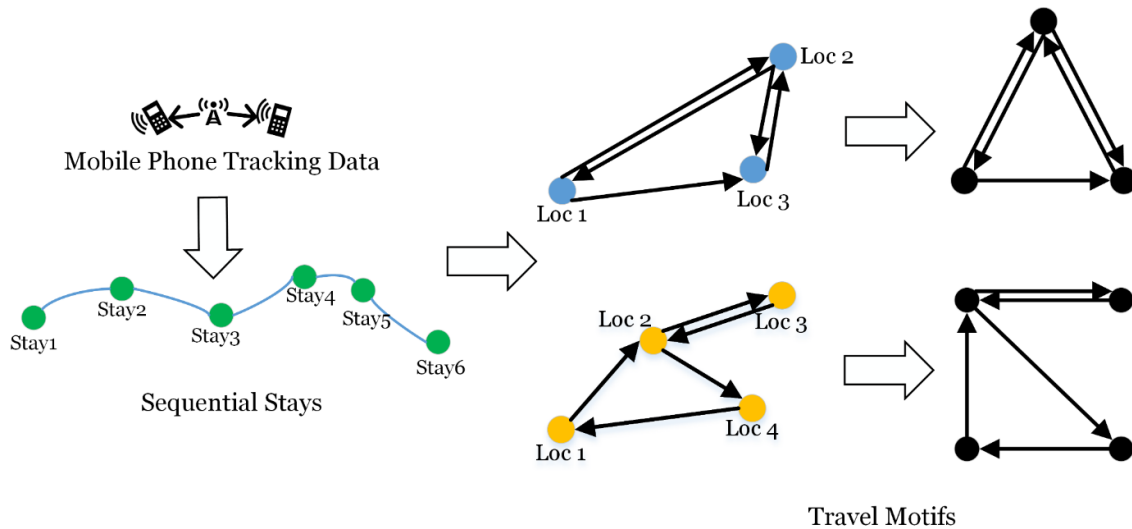 Mobile Phone Tracking Data
Stay1
Stay2
Stay3
Stay4
Stay5
Stay6
Sequential Stays
Loc 2
Loc 1
Loc 3
Loc 2
Loc 3
Loc 1
Loc 4
Travel Motifs